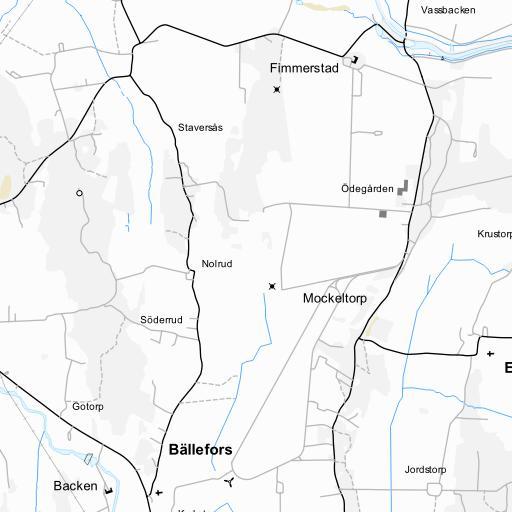 Vassbacken
Fimmerstad
Staversås
Ödegården
Krustorp
Nolrud
Mockeltorp
Söderrud
Gotorp
Bällefors
Jordstorp
Backen